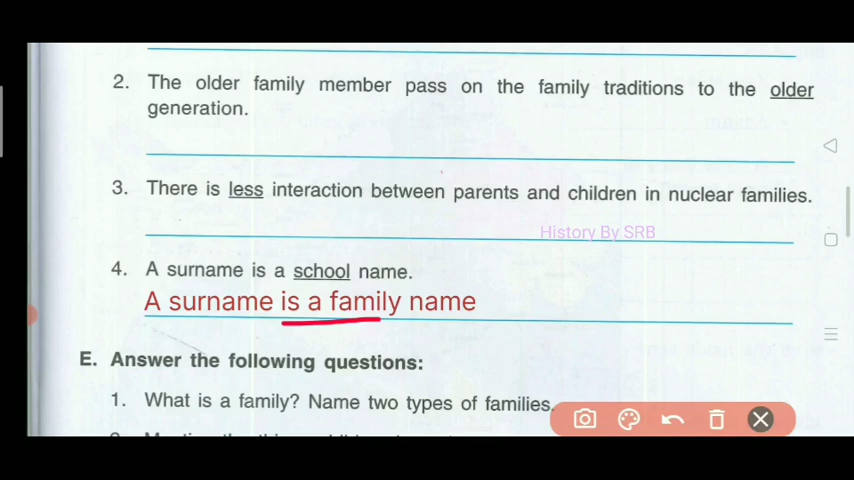 2. The older family member pass on the family traditions to the older
generation.
3. There is less interaction between parents and children in nuclear families.
History By SRB
4. A surname is a school name.
A surname is a family name
E. Answer the following questions:
1. What is a family? Name two types of families.